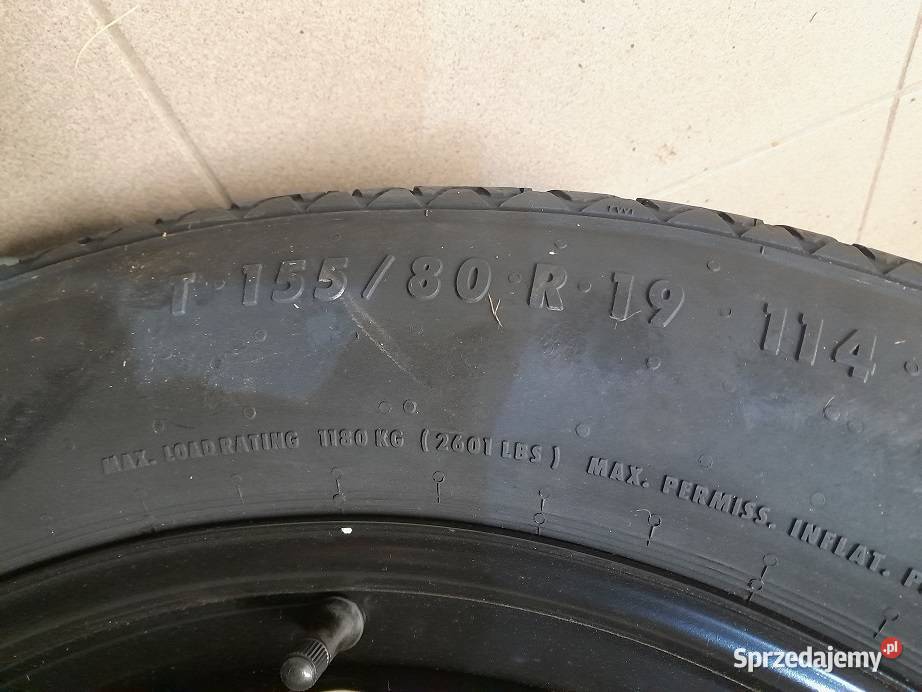 TWI
T·155/80·R·19 114
MAX. LOAD RATING 1180 KG (2601 LBS) MAX. PERMISS. INFLAT.
Sprzedajemy.pl